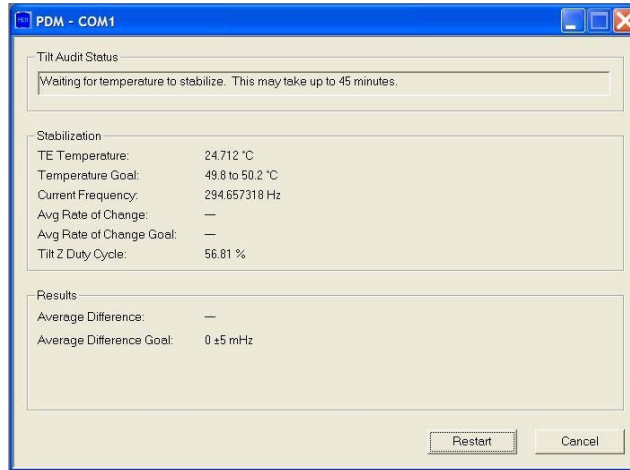 PDM - COM1
Tilt Audit Status
Waiting for temperature to stabilize. This may take up to 45 minutes.
Stabilization
TE Temperature: 24.712 °C
Temperature Goal: 49.8 to 50.2 °C
Current Frequency: 294.657318 Hz
Avg Rate of Change: —
Avg Rate of Change Goal: —
Tilt Z Duty Cycle: 56.81 %
Results
Average Difference: —
Average Difference Goal: 0 ±5 mHz
Restart Cancel